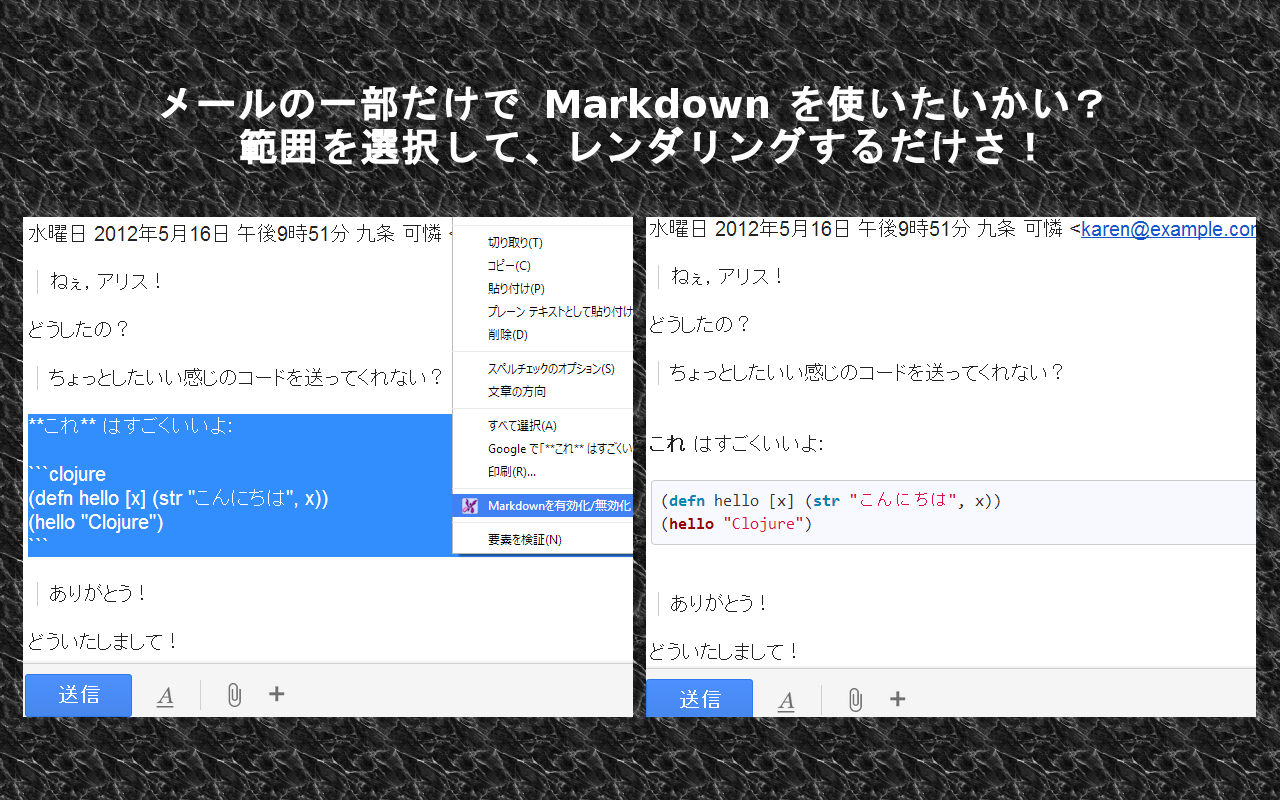 メールの一部だけで Markdown を使いたいかい？
範囲を選択して、レンダリングするだけさ！
水曜日 2012年5月16日 午後9時51分 九条 可憐 <
ねぇ，アリス！
どうしたの？
ちょっとしたいい感じのコードを送ってくれない？
**これ** はすごくいいよ:
```clojure
(defn hello [x] (str "こんにちは", x))
(hello "Clojure")
```
ありがとう！
どういたしまして！
送信
A
切り取り(T)
コピー(C)
貼り付け(P)
プレーン テキストとして貼り付け
削除(D)
スペルチェックのオプション(S)
文章の方向
すべて選択(A)
Google で「**これ** はすごくい
印刷(R)...
Markdownを有効化/無効化
要素を検証(N)
水曜日 2012年5月16日 午後9時51分 九条 可憐 <karen@example.com
ねぇ，アリス！
どうしたの？
ちょっとしたいい感じのコードを送ってくれない？
これ はすごくいいよ:
(defn hello [x] (str "こんにちは", x))
(hello "Clojure")
ありがとう！
どういたしまして！
送信
A